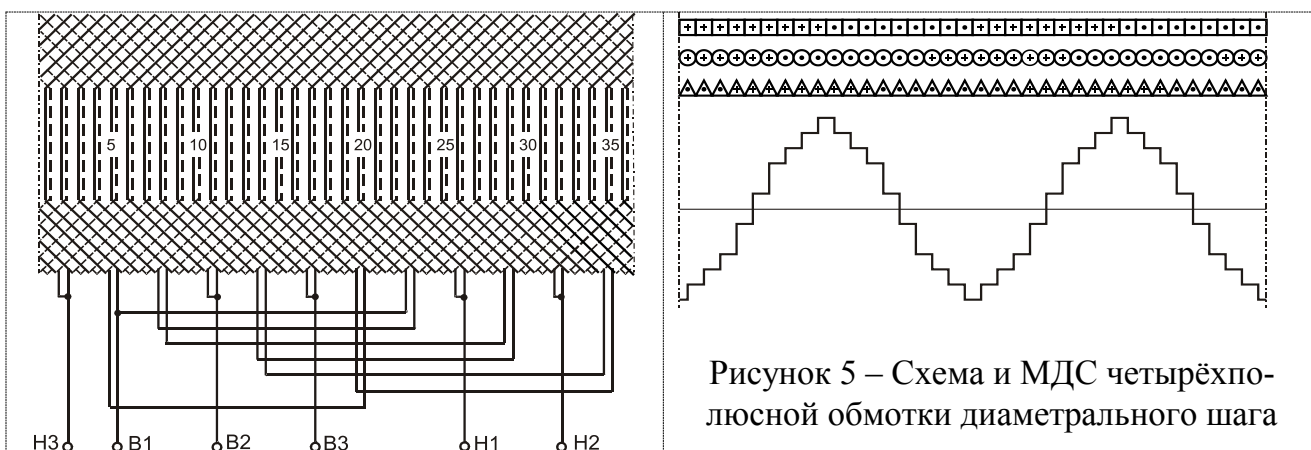 5 10 15 20 25 30 35
Н3 В1 В2 В3 Н1 Н2
Рисунок 5 – Схема и МДС четырёхпо-
люсной обмотки диаметрального шага